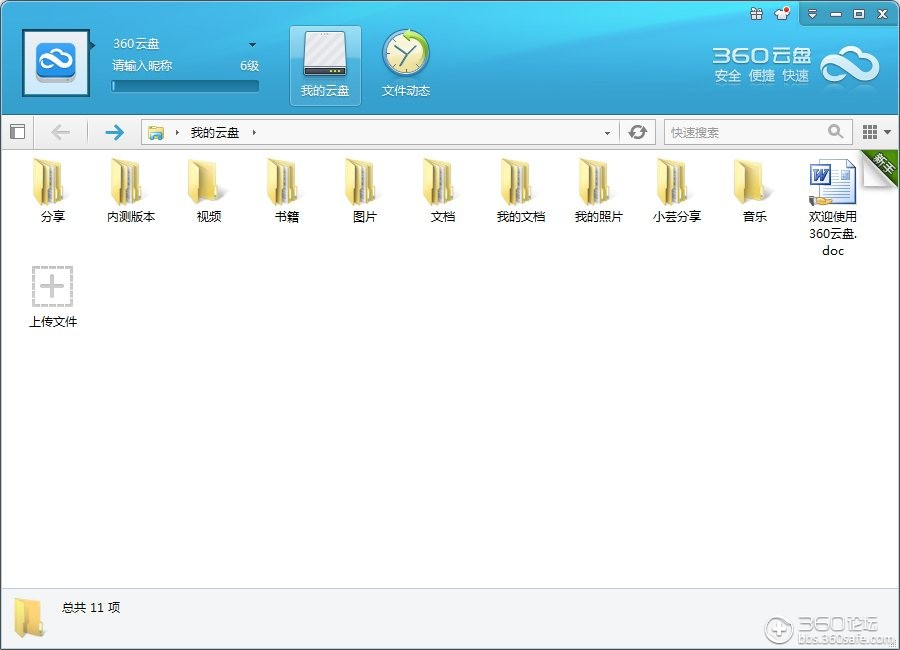 360云盘
请输入昵称 6级
我的云盘
文件动态
360云盘
安全 便捷 快速
我的云盘
快速搜索
新手
分享
内测版本
视频
书籍
图片
文档
我的文档
我的照片
小芸分享
音乐
欢迎使用
360云盘.
doc
上传文件
总共 11 项
360论坛
bbs.360safe.com